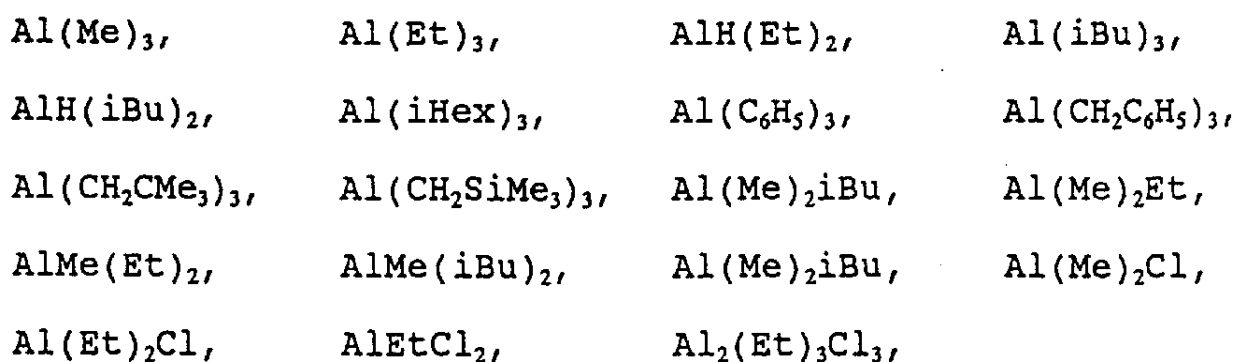 Al(Me)₃, Al(Et)₃, AlH(Et)₂, Al(iBu)₃,
AlH(iBu)₂, Al(iHex)₃, Al(C₆H₅)₃, Al(CH₂C₆H₅)₃,
Al(CH₂CMe₃)₃, Al(CH₂SiMe₃)₃, Al(Me)₂iBu, Al(Me)₂Et,
AlMe(Et)₂, AlMe(iBu)₂, Al(Me)₂iBu, Al(Me)₂Cl,
Al(Et)₂Cl, AlEtCl₂, Al₂(Et)₃Cl₃,